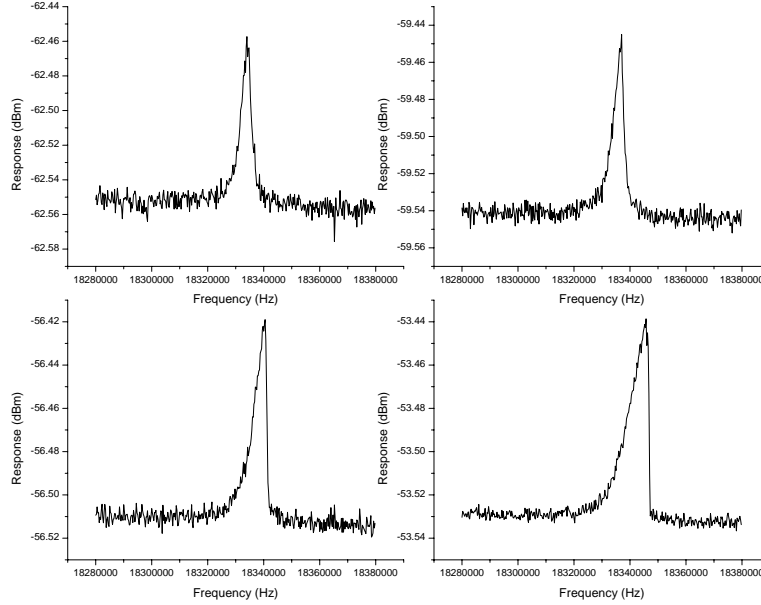 -62.44
-62.46
-62.48
-62.50
-62.52
-62.54
-62.56
-62.58
Response (dBm)
18280000 18300000 18320000 18340000 18360000 18380000
Frequency (Hz)
-59.44
-59.46
-59.48
-59.50
-59.52
-59.54
-59.56
Response (dBm)
18280000 18300000 18320000 18340000 18360000 18380000
Frequency (Hz)
-56.42
-56.44
-56.46
-56.48
-56.50
-56.52
Response (dBm)
18280000 18300000 18320000 18340000 18360000 18380000
Frequency (Hz)
-53.44
-53.46
-53.48
-53.50
-53.52
-53.54
Response (dBm)
18280000 18300000 18320000 18340000 18360000 18380000
Frequency (Hz)